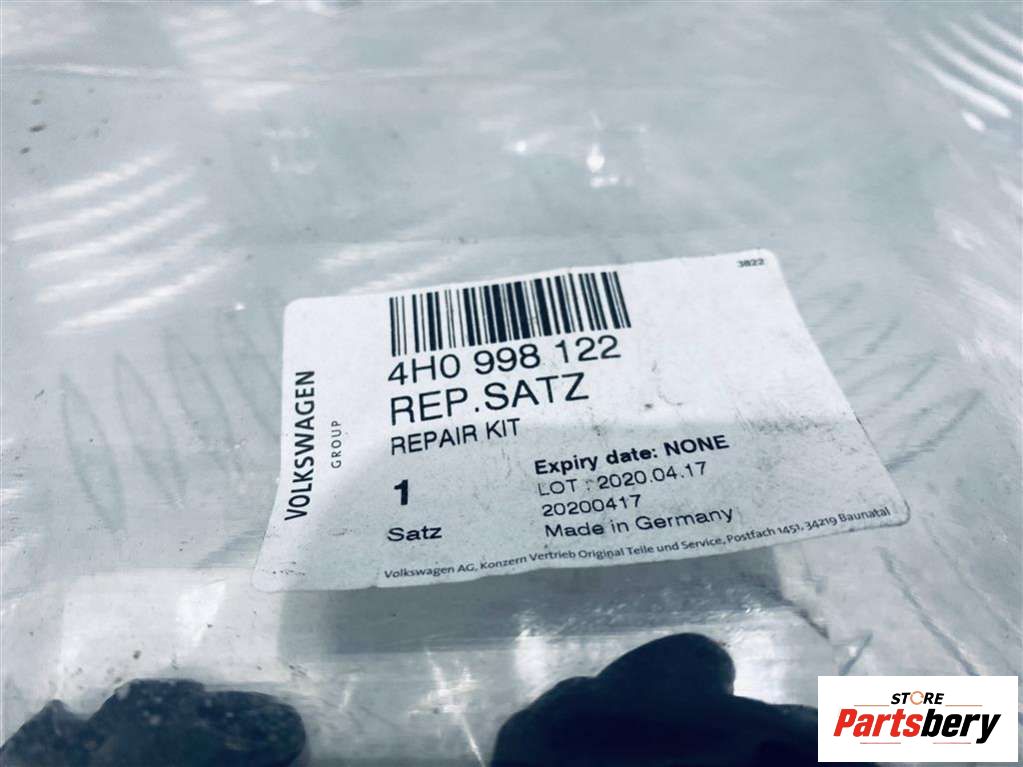 3822
4H0 998 122
REP.SATZ
REPAIR KIT
VOLKSWAGEN
GROUP
1
Satz
Expiry date: NONE
LOT : 2020.04.17
20200417
Made in Germany
Volkswagen AG, Konzern Vertrieb Original Teile und Service, Postfach 1451, 34219 Baunatal
STORE
Partsbery